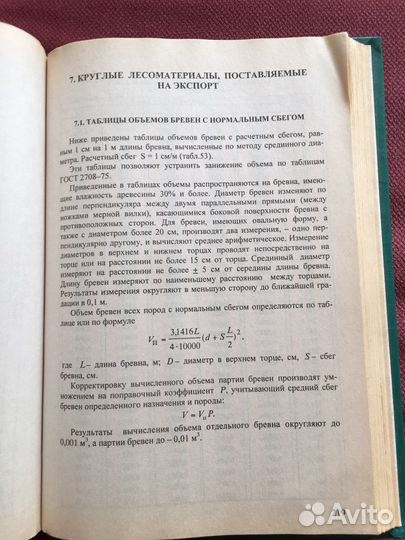 7. КРУГЛЫЕ ЛЕСОМАТЕРИАЛЫ, ПОСТАВЛЯЕМЫЕ
НА ЭКСПОРТ
7.1. ТАБЛИЦЫ ОБЪЕМОВ БРЕВЕН С НОРМАЛЬНЫМ СБЕГОМ
Ниже приведены таблицы объемов бревен с расчетным сбегом, рав-
ным 1 см на 1 м длины бревна, вычисленные по методу срединного диа-
метра. Расчетный сбег S = 1 см/м (табл.53).
Эти таблицы позволяют устранить занижение объема по таблицам
ГОСТ 2708–75.
Приведенные в таблицах объемы распространяются на бревна, имею-
щие влажность древесины 30% и более. Диаметр бревен измеряют по
длине перпендикуляра между двумя параллельными прямыми (между
ножками мерной вилки), касающимися боковой поверхности бревна с
противоположных сторон. Для бревен, имеющих овальную форму, а
также с диаметром более 20 см, производят два измерения, – одно пер-
пендикулярно другому, и вычисляют среднее арифметическое. Измерение
диаметров в верхнем и нижнем торцах проводят непосредственно на
торце или на расстоянии не более 15 см от торца. Срединный диаметр
измеряют на расстоянии не более ± 5 см от середины длины бревна.
Длину бревен измеряют по наименьшему расстоянию между торцами.
Результаты измерения округляют в меньшую сторону до ближайшей гра-
дации в 0,1 м.
Объем бревен всех пород с нормальным сбегом определяются по таб-
лице или по формуле
Vц = 3,1416L / 4·10000 (d + S L/2)²,
где L – длина бревна, м; D – диаметр в верхнем торце, см, S – сбег
бревна, см.
Корректировку вычисленного объема партии бревен производят ум-
ножением на поправочный коэффициент P, учитывающий средний сбег
бревен определенного назначения и породы:
V = VцP.
Результаты вычисления объема отдельного бревна округляют до
0,001 м³, а партии бревен до – 0,01 м³.
Avito